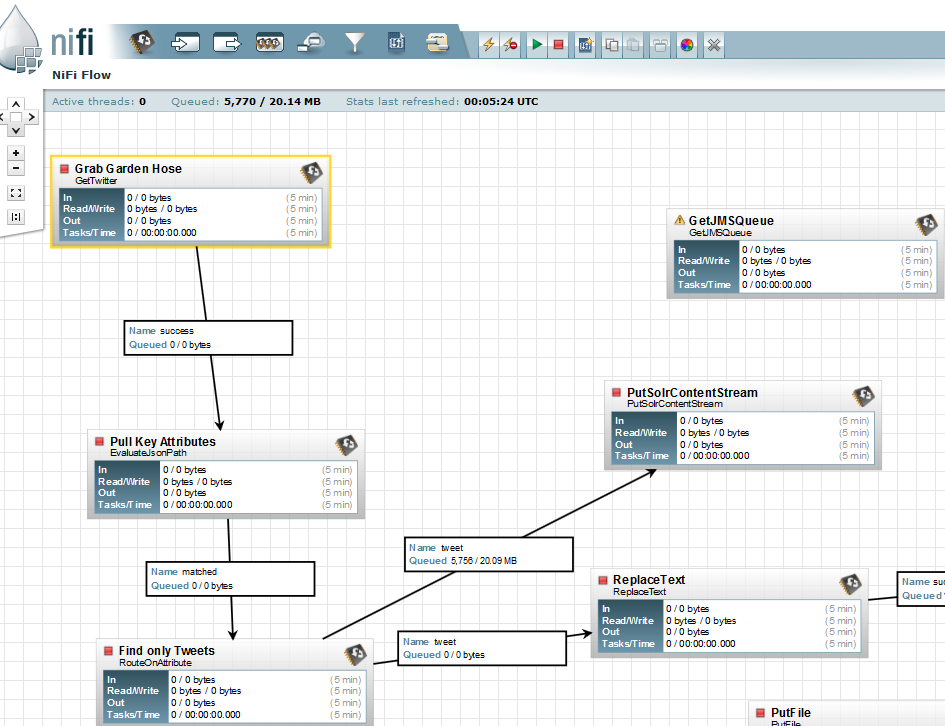 nifi
NiFi Flow
Active threads: 0 Queued: 5,770 / 20.14 MB Stats last refreshed: 00:05:24 UTC
Grab Garden Hose
GetTwitter
In 0 / 0 bytes (5 min)
Read/Write 0 bytes / 0 bytes (5 min)
Out 0 / 0 bytes (5 min)
Tasks/Time 0 / 00:00:00.000 (5 min)
GetJMSQueue
GetJMSQueue
In 0 / 0 bytes (5 min)
Read/Write 0 bytes / 0 bytes (5 min)
Out 0 / 0 bytes (5 min)
Tasks/Time 0 / 00:00:00.000 (5 min)
Name success
Queued 0 / 0 bytes
PutSolrContentStream
PutSolrContentStream
In 0 / 0 bytes (5 min)
Read/Write 0 bytes / 0 bytes (5 min)
Out 0 / 0 bytes (5 min)
Tasks/Time 0 / 00:00:00.000 (5 min)
Pull Key Attributes
EvaluateJsonPath
In 0 / 0 bytes (5 min)
Read/Write 0 bytes / 0 bytes (5 min)
Out 0 / 0 bytes (5 min)
Tasks/Time 0 / 00:00:00.000 (5 min)
Name tweet
Queued 5,756 / 20.09 MB
Name matched
Queued 0 / 0 bytes
ReplaceText
ReplaceText
In 0 / 0 bytes (5 min)
Read/Write 0 bytes / 0 bytes (5 min)
Out 0 / 0 bytes (5 min)
Tasks/Time 0 / 00:00:00.000 (5 min)
Name suc
Queued
Name tweet
Queued 0 / 0 bytes
Find only Tweets
RouteOnAttribute
In 0 / 0 bytes (5 min)
Read/Write 0 bytes / 0 bytes (5 min)
Out 0 / 0 bytes (5 min)
Tasks/Time 0 / 00:00:00.000 (5 min)
PutFile
PutFile